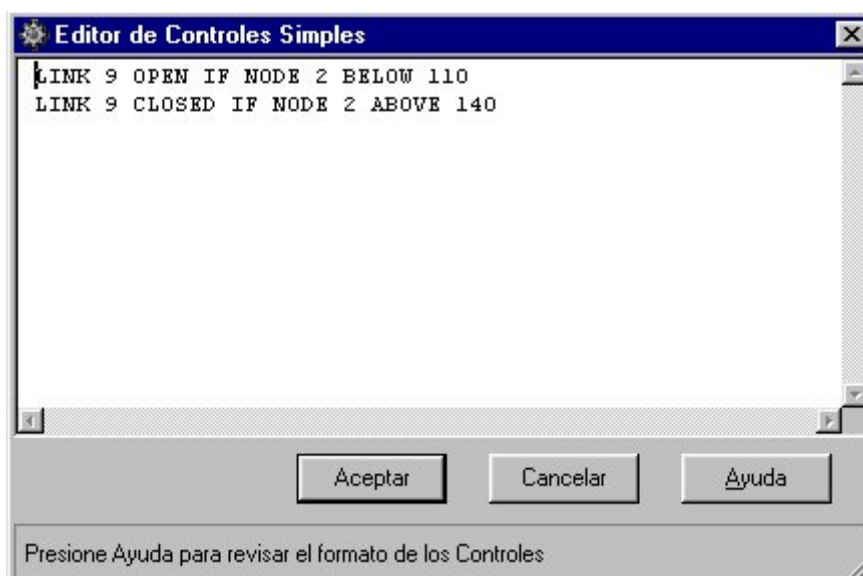 Editor de Controles Simples
LINK 9 OPEN IF NODE 2 BELOW 110
LINK 9 CLOSED IF NODE 2 ABOVE 140
Aceptar
Cancelar
Ayuda
Presione Ayuda para revisar el formato de los Controles